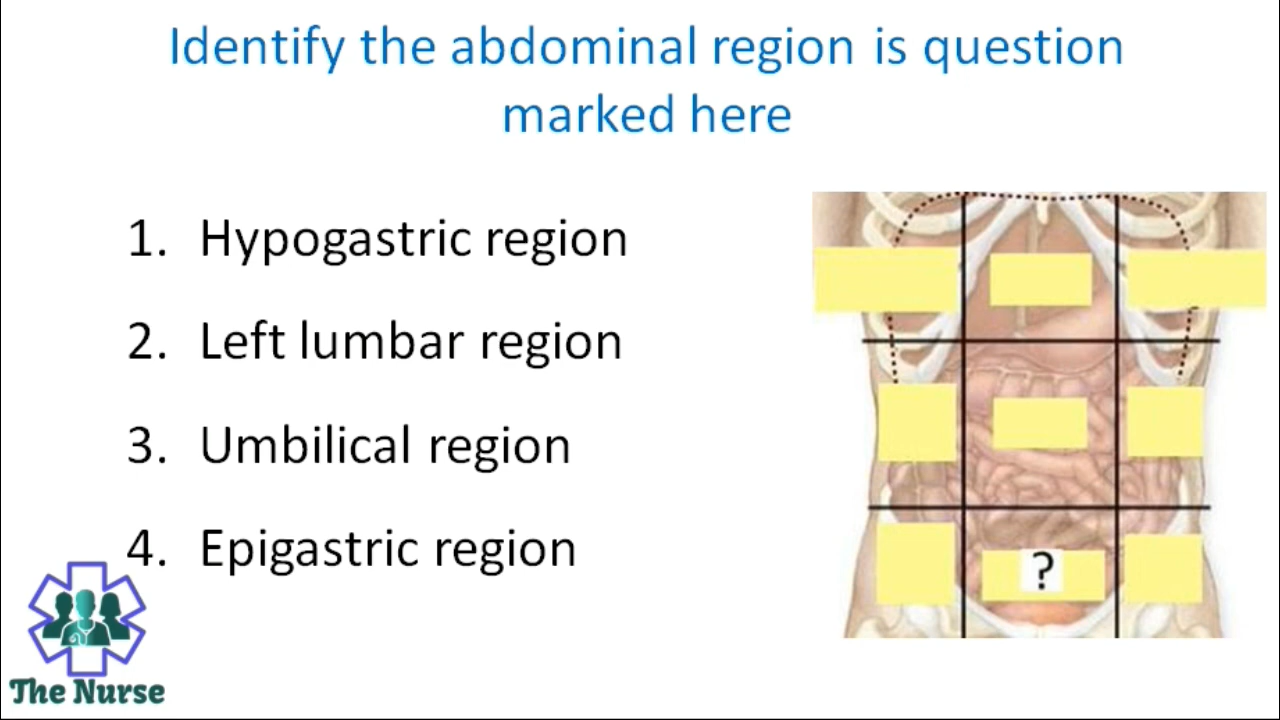 Identify the abdominal region is question
marked here
1. Hypogastric region
2. Left lumbar region
3. Umbilical region
4. Epigastric region
?
The Nurse